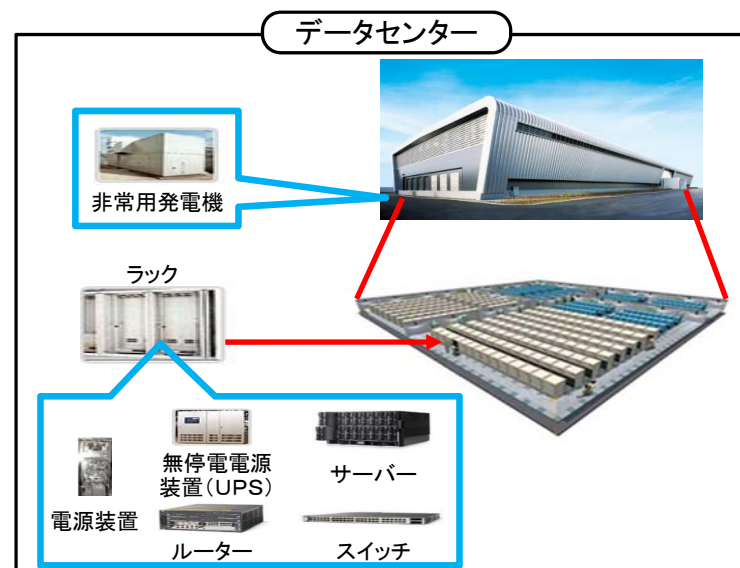 データセンター
非常用発電機
ラック
無停電電源
装置(UPS)
サーバー
電源装置
ルーター
スイッチ